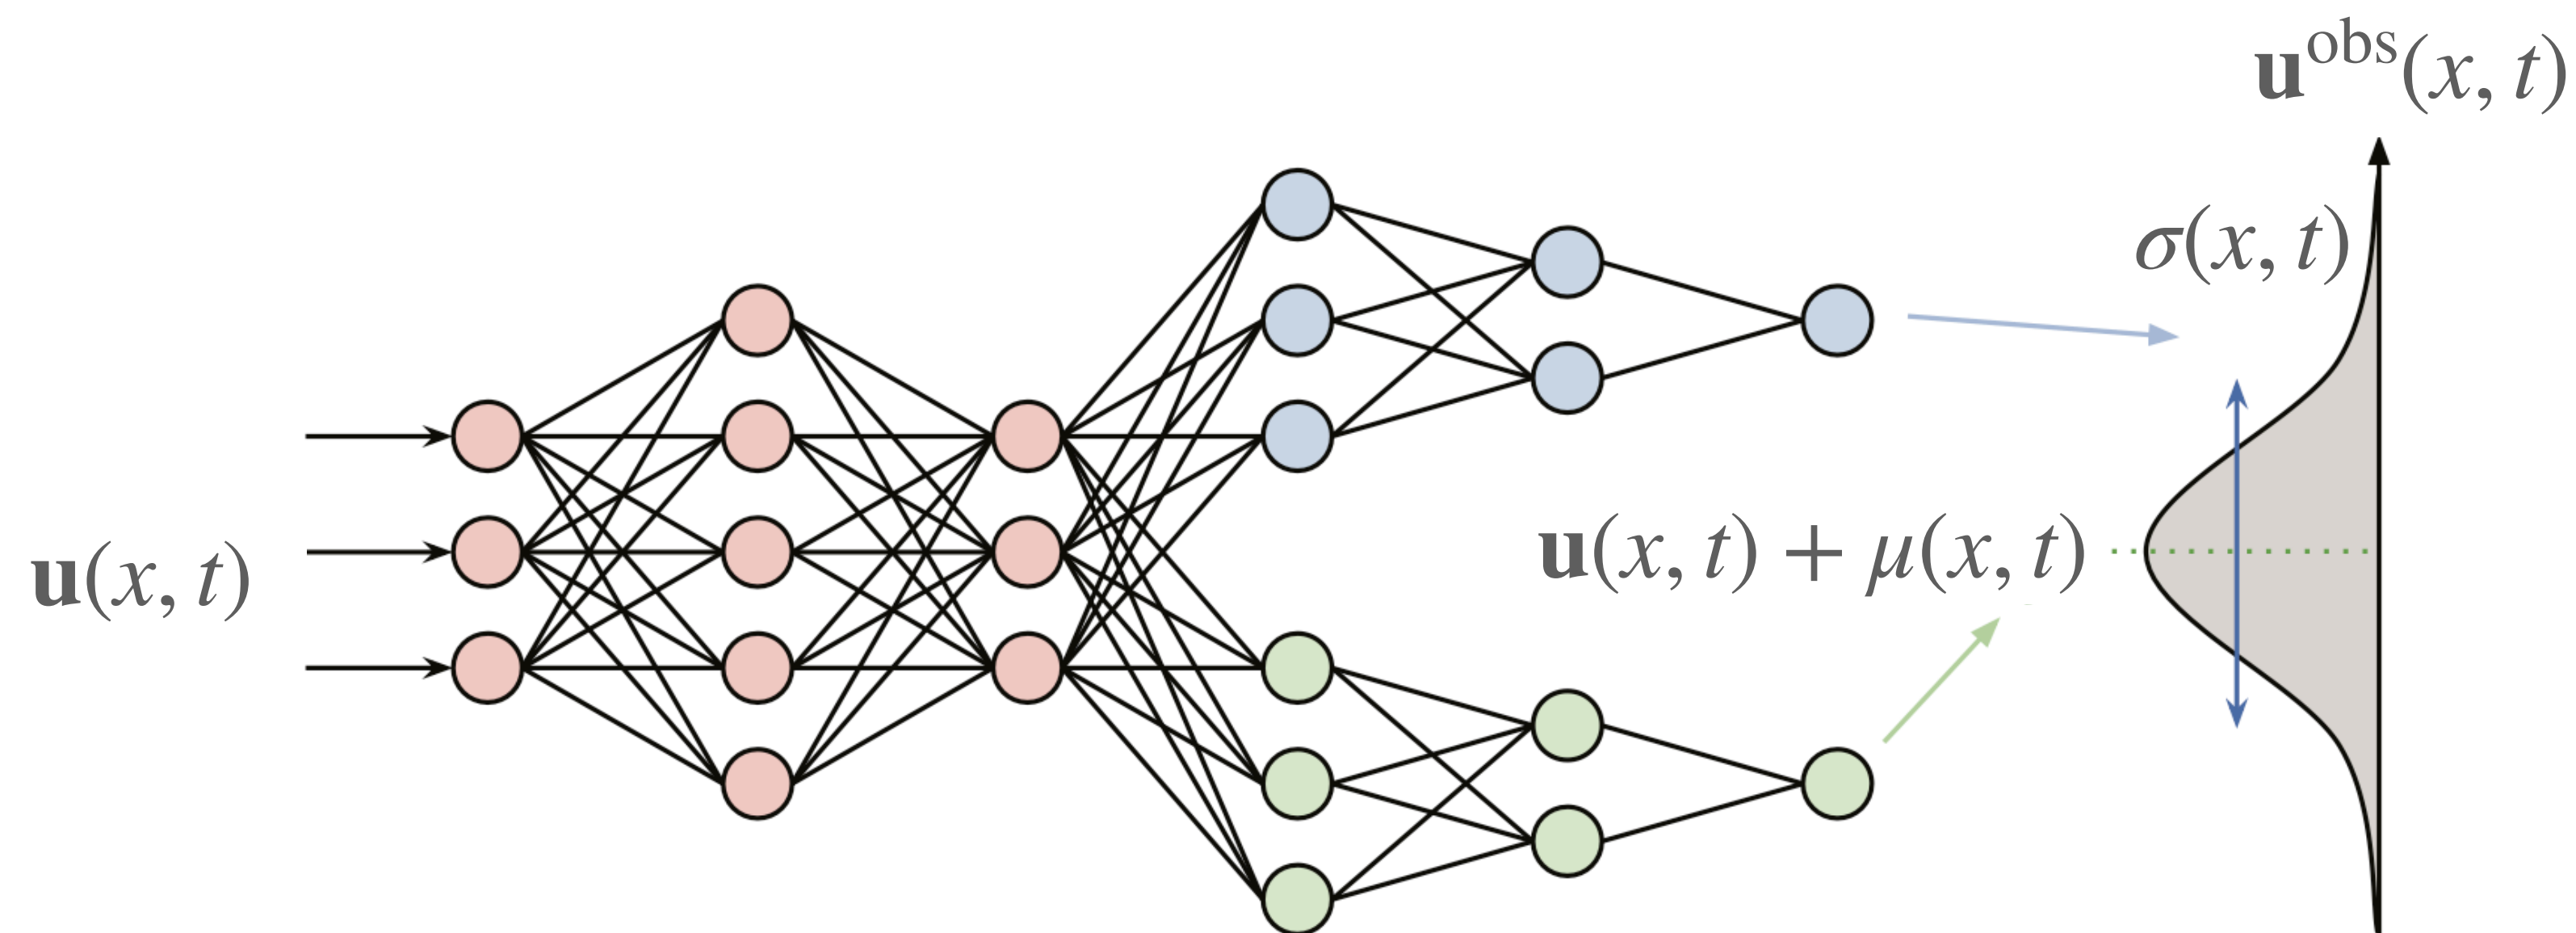 𝐮^obs(x, t)
σ(x, t)
𝐮(x, t) + μ(x, t)
𝐮(x, t)